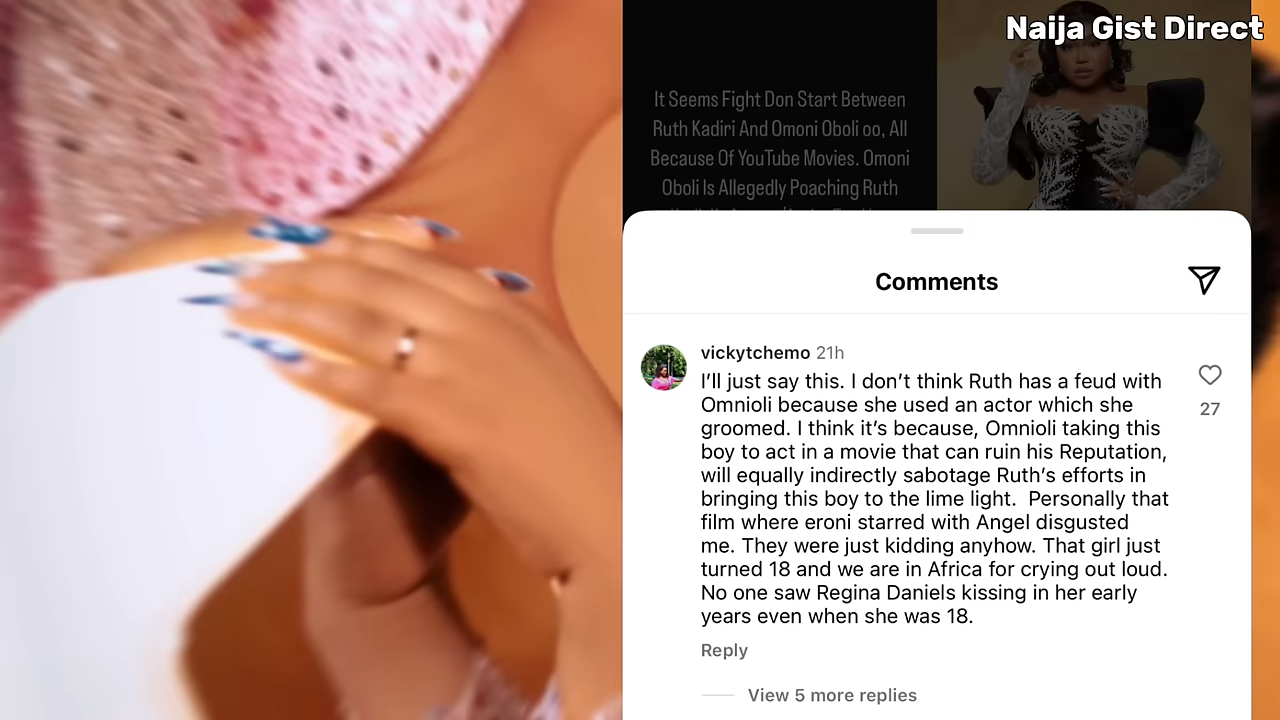 Naija Gist Direct
It Seems Fight Don Start Between
Ruth Kadiri And Omoni Oboli oo, All
Because Of YouTube Movies. Omoni
Oboli Is Allegedly Poaching Ruth
Comments
vickytchemo 21h
I’ll just say this. I don’t think Ruth has a feud with
Omnioli because she used an actor which she
groomed. I think it’s because, Omnioli taking this
boy to act in a movie that can ruin his Reputation,
will equally indirectly sabotage Ruth’s efforts in
bringing this boy to the lime light.  Personally that
film where eroni starred with Angel disgusted
me. They were just kidding anyhow. That girl just
turned 18 and we are in Africa for crying out loud.
No one saw Regina Daniels kissing in her early
years even when she was 18.
27
Reply
View 5 more replies